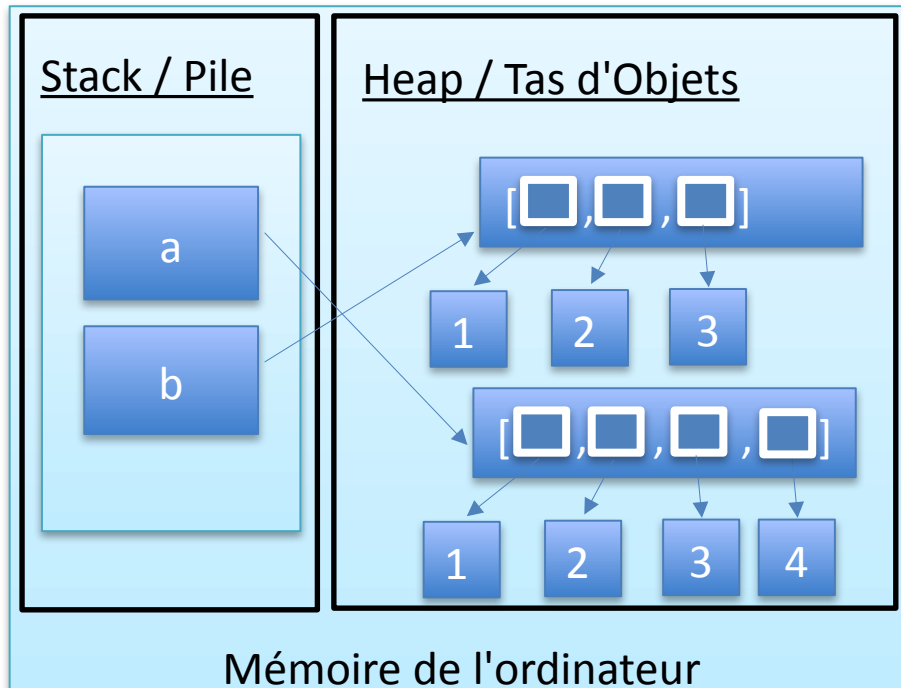 Stack / Pile
Heap / Tas d'Objets
a
b
[ , , ]
1 2 3
[ , , , ]
1 2 3 4
Mémoire de l'ordinateur